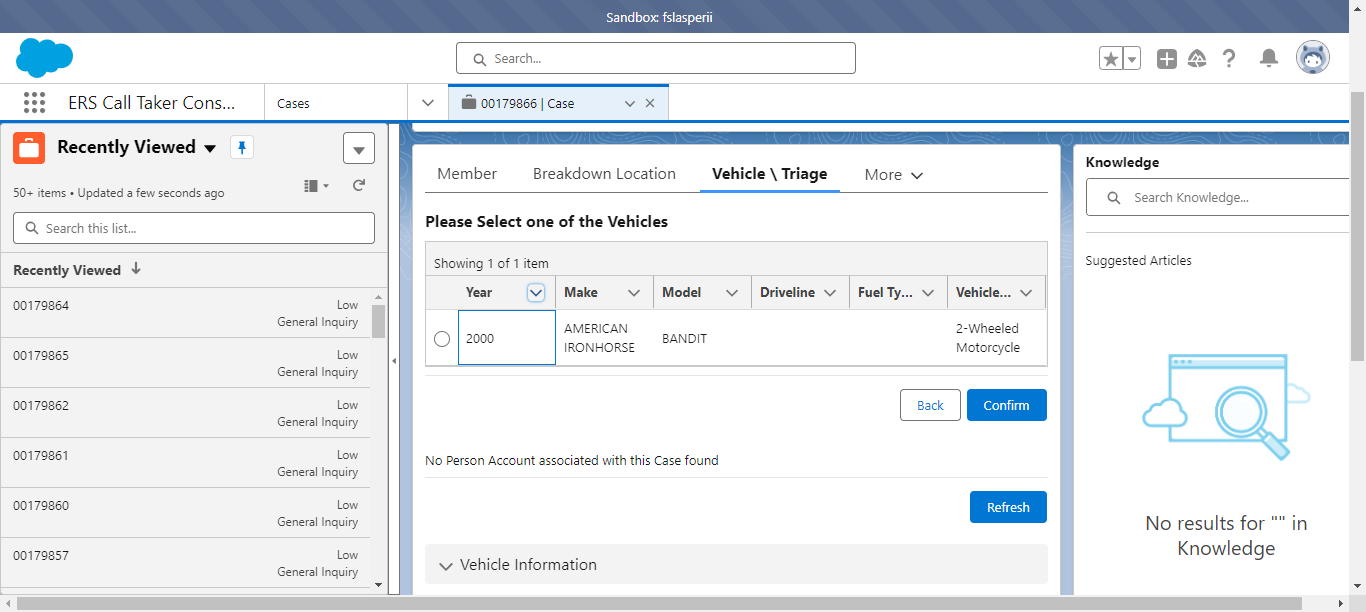 Sandbox: fslasperii
Search...
ERS Call Taker Cons...
Cases
00179866 | Case
Recently Viewed
50+ items • Updated a few seconds ago
Search this list...
Recently Viewed
00179864
Low
General Inquiry
00179865
Low
General Inquiry
00179862
Low
General Inquiry
00179861
Low
General Inquiry
00179860
Low
General Inquiry
00179857
Low
General Inquiry
Member
Breakdown Location
Vehicle \ Triage
More
Please Select one of the Vehicles
Showing 1 of 1 item
Year
Make
Model
Driveline
Fuel Ty...
Vehicle...
2000
AMERICAN
IRONHORSE
BANDIT
2-Wheeled
Motorcycle
Back
Confirm
No Person Account associated with this Case found
Refresh
Vehicle Information
Knowledge
Search Knowledge...
Suggested Articles
No results for "" in
Knowledge